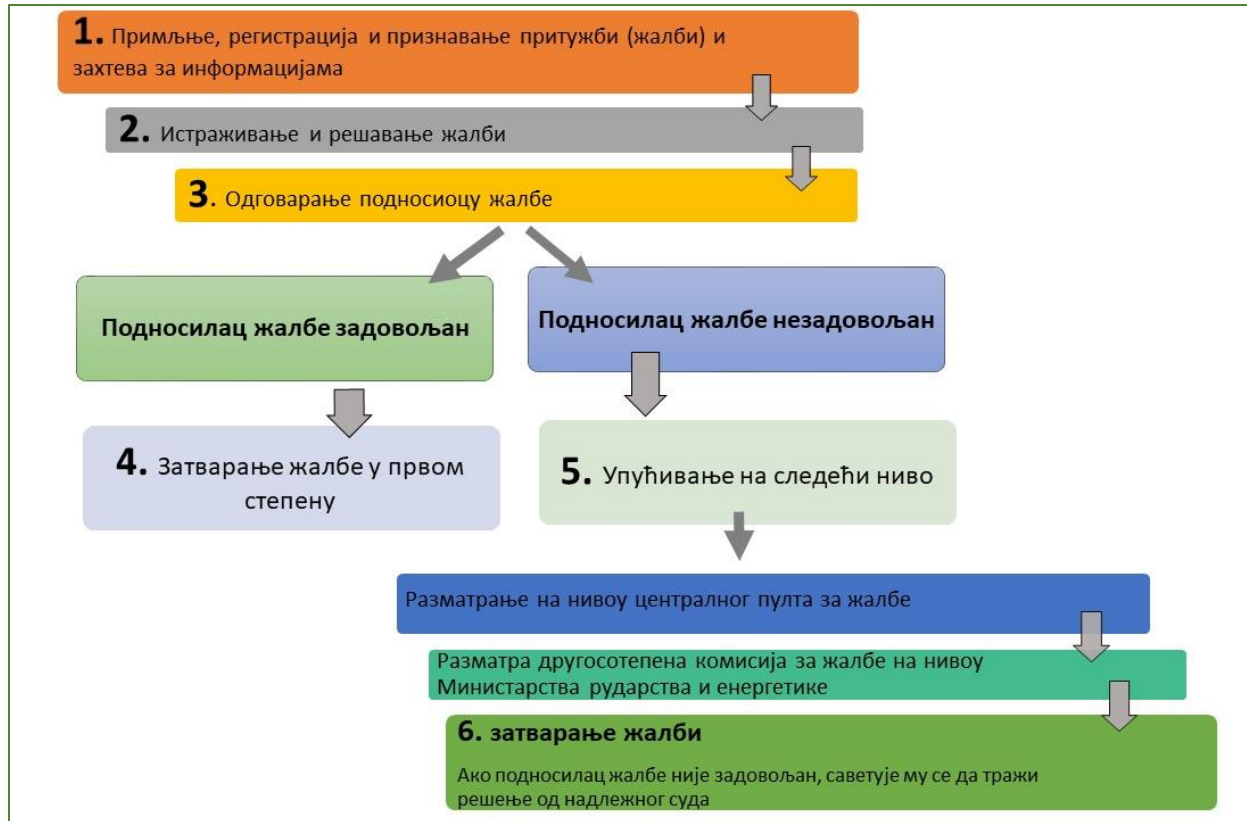 1. Примљње, регистрација и признавање притужби (жалби) и
захтева за информацијама
2. Истраживање и решавање жалби
3. Одговарање подносиоцу жалбе
Подносилац жалбе задовољан
Подносилац жалбе незадовољан
4. Затварање жалбе у првом
степену
5. Упућивање на следећи ниво
Разматрање на нивоу централног пулта за жалбе
Разматра другосотепена комисија за жалбе на нивоу
Министарства рударства и енергетике
6. затварање жалби
Ако подносилац жалбе није задовољан, саветује му се да тражи
решење од надлежног суда